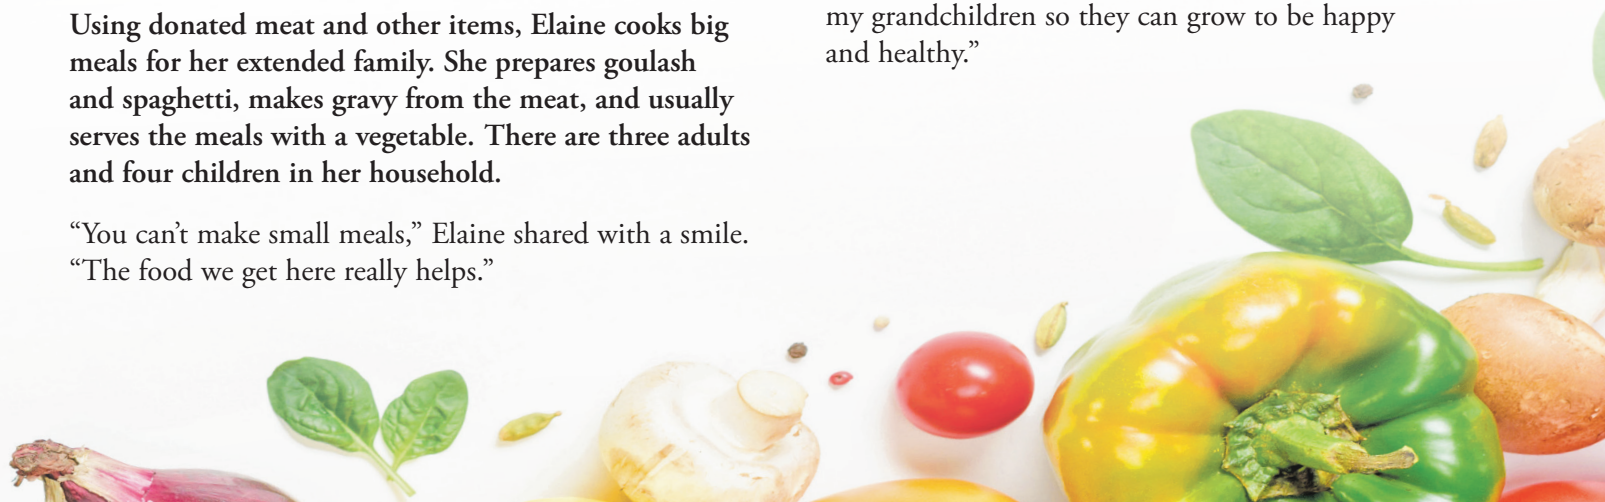 Using donated meat and other items, Elaine cooks big
meals for her extended family. She prepares goulash
and spaghetti, makes gravy from the meat, and usually
serves the meals with a vegetable. There are three adults
and four children in her household.
“You can’t make small meals,” Elaine shared with a smile.
“The food we get here really helps.”
my grandchildren so they can grow to be happy
and healthy.”